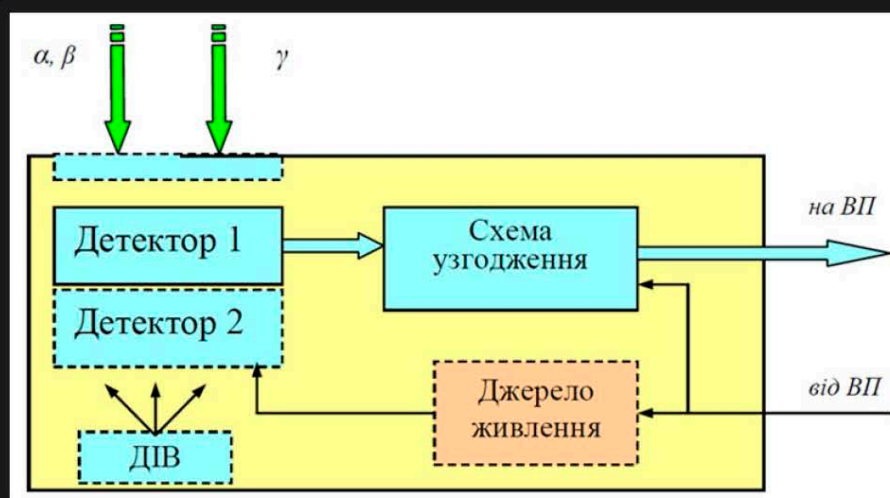 α, β
γ
Детектор 1
Схема
узгодження
на ВП
Детектор 2
Джерело
живлення
від ВП
ДІВ